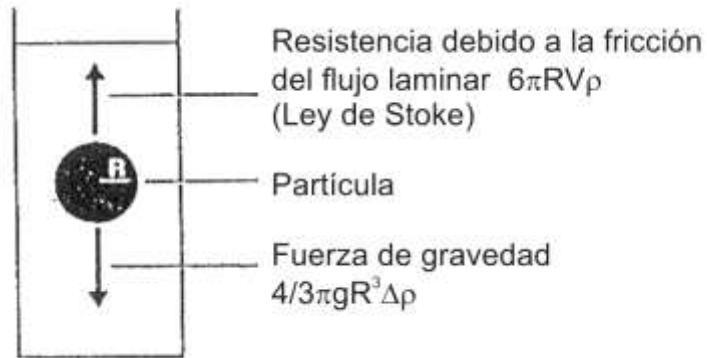 Resistencia debido a la fricción
del flujo laminar 6πRVρ
(Ley de Stoke)
R
Partícula
Fuerza de gravedad
4/3πgR³Δρ